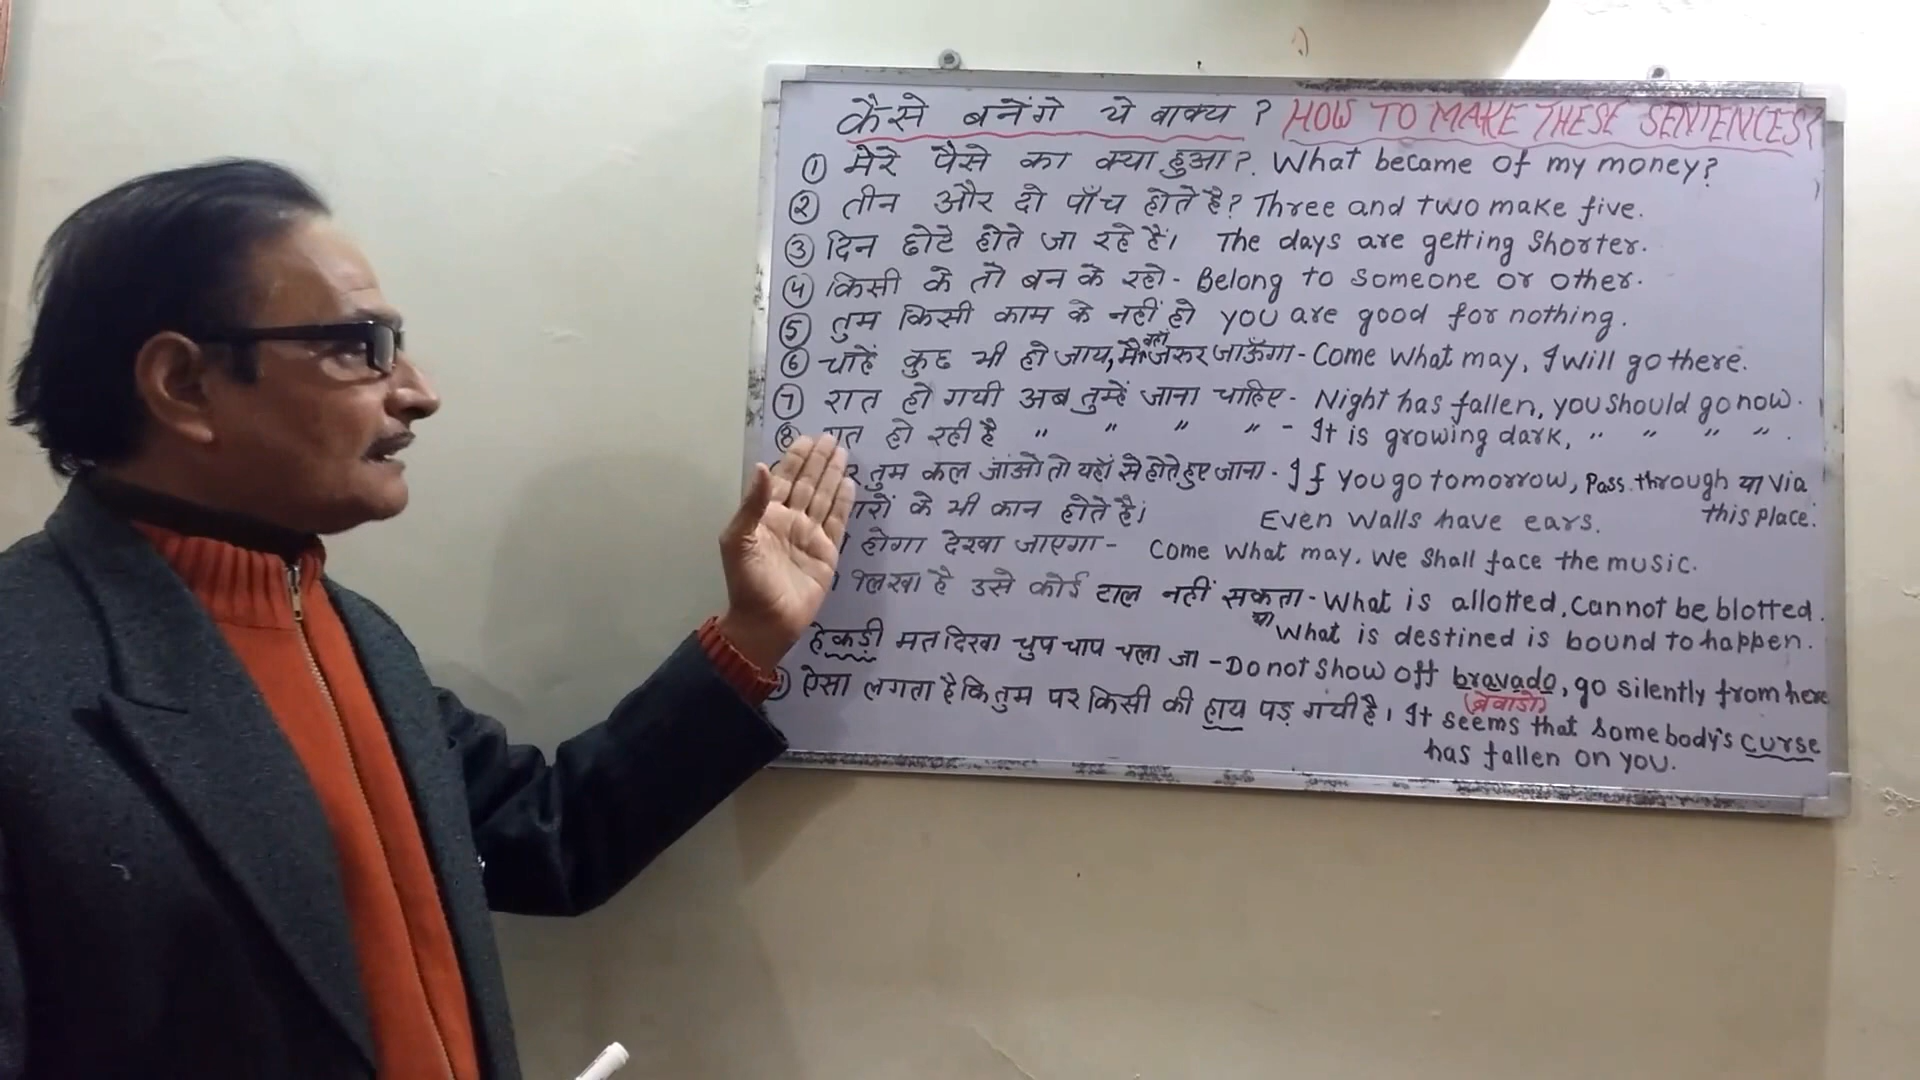 कैसे बनेंगे ये वाक्य ? HOW TO MAKE THESE SENTENCES?
① मेरे पैसे का क्या हुआ ? What became of my money?
② तीन और दो पाँच होते है ? Three and two make five.
③ दिन छोटे होते जा रहे हैं। The days are getting shorter.
④ किसी के तो बन के रहो - Belong to someone or other.
⑤ तुम किसी काम के नहीं हो you are good for nothing.
⑥ चाहें कुछ भी हो जाय, मैं वहाँ जरुर जाऊँगा - Come what may, I will go there.
⑦ रात हो गयी अब तुम्हें जाना चाहिए - Night has fallen, you should go now.
⑧ रात हो रही है " " " " - It is growing dark, " " " ".
तुम कल जाओ तो यहाँ से होते हुए जाना - If you go tomorrow, Pass through या via
this place.
के भी कान होते है। Even walls have ears.
होगा देखा जाएगा - Come what may, we shall face the music.
लिखा है उसे कोई टाल नहीं सकता - What is allotted, cannot be blotted.
या What is destined is bound to happen.
हेकड़ी मत दिखा चुप चाप चला जा - Do not show off bravado, go silently from here
(ब्रेवाडो)
ऐसा लगता है कि तुम पर किसी की हाय पड़ गयी है। It seems that somebody's curse
has fallen on you.